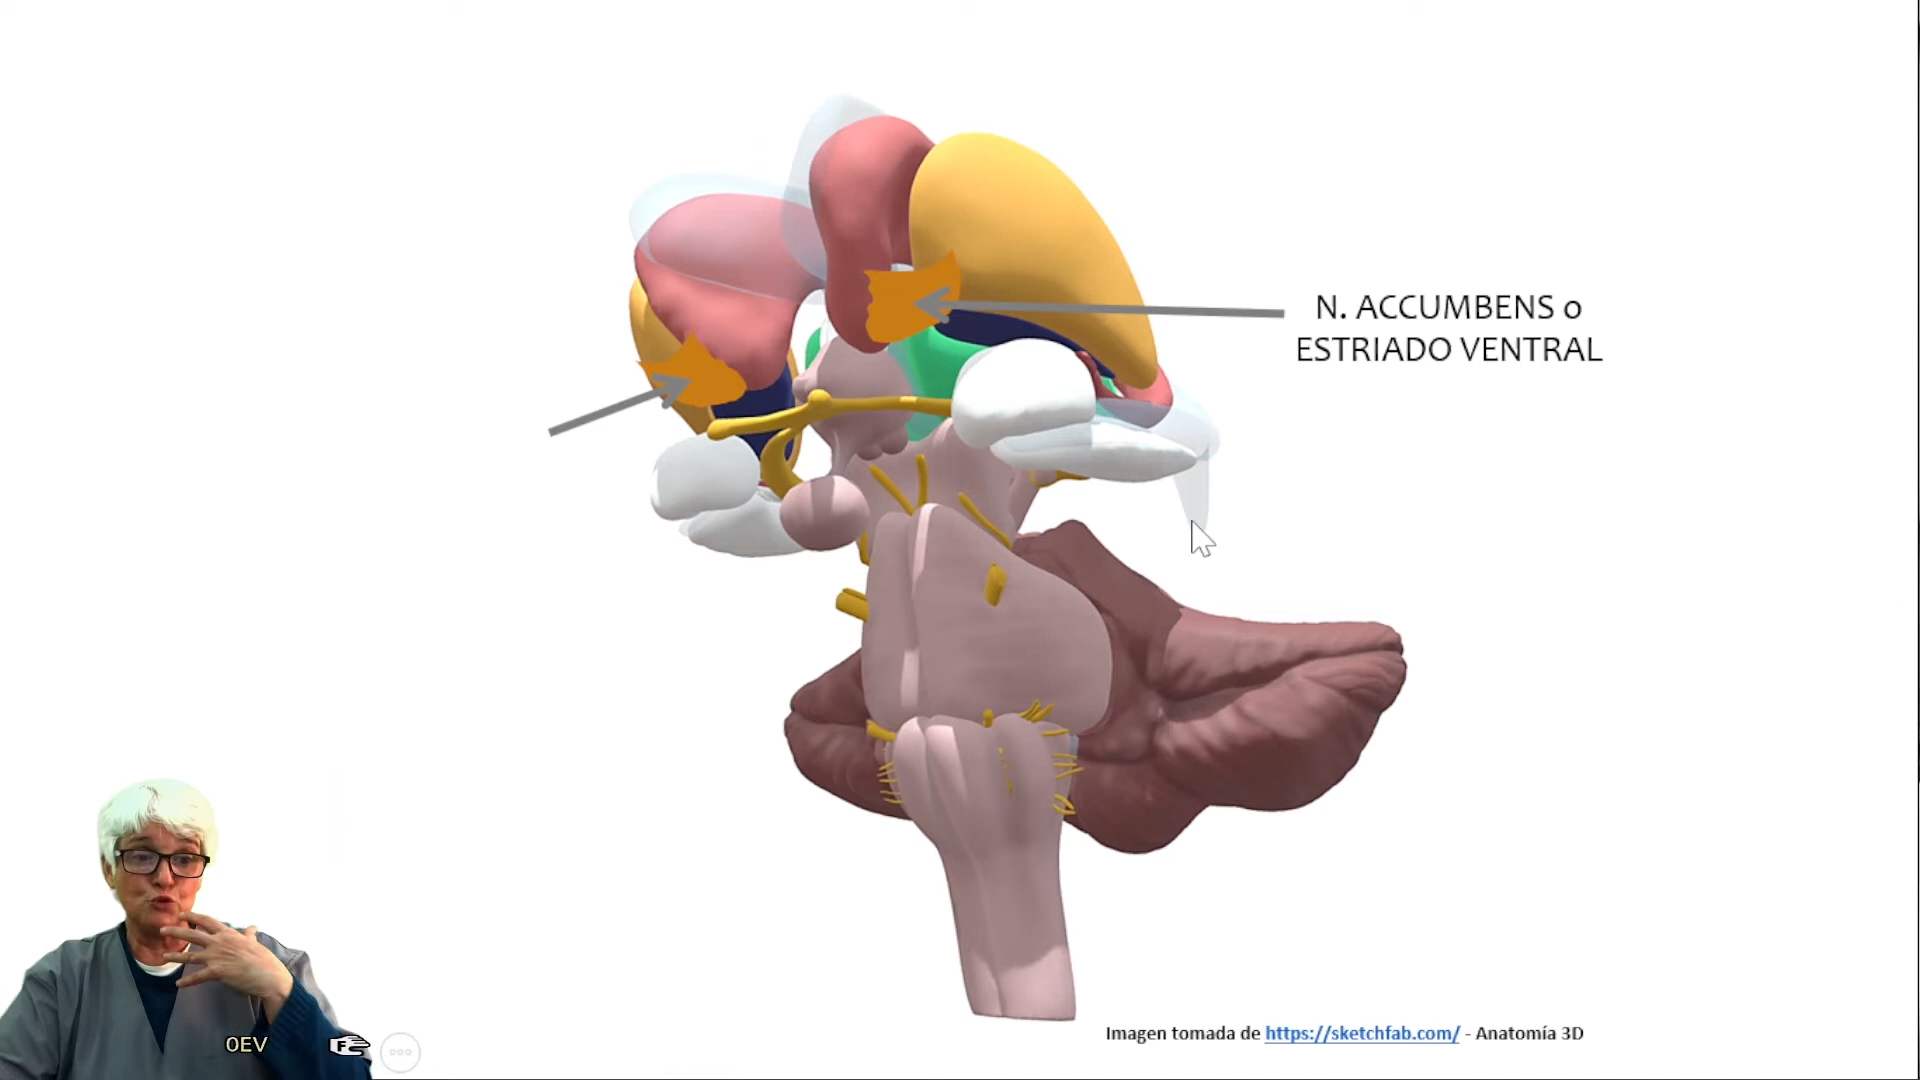 N. ACCUMBENS o
ESTRIADO VENTRAL
Imagen tomada de https://sketchfab.com/ - Anatomía 3D
OEV
F